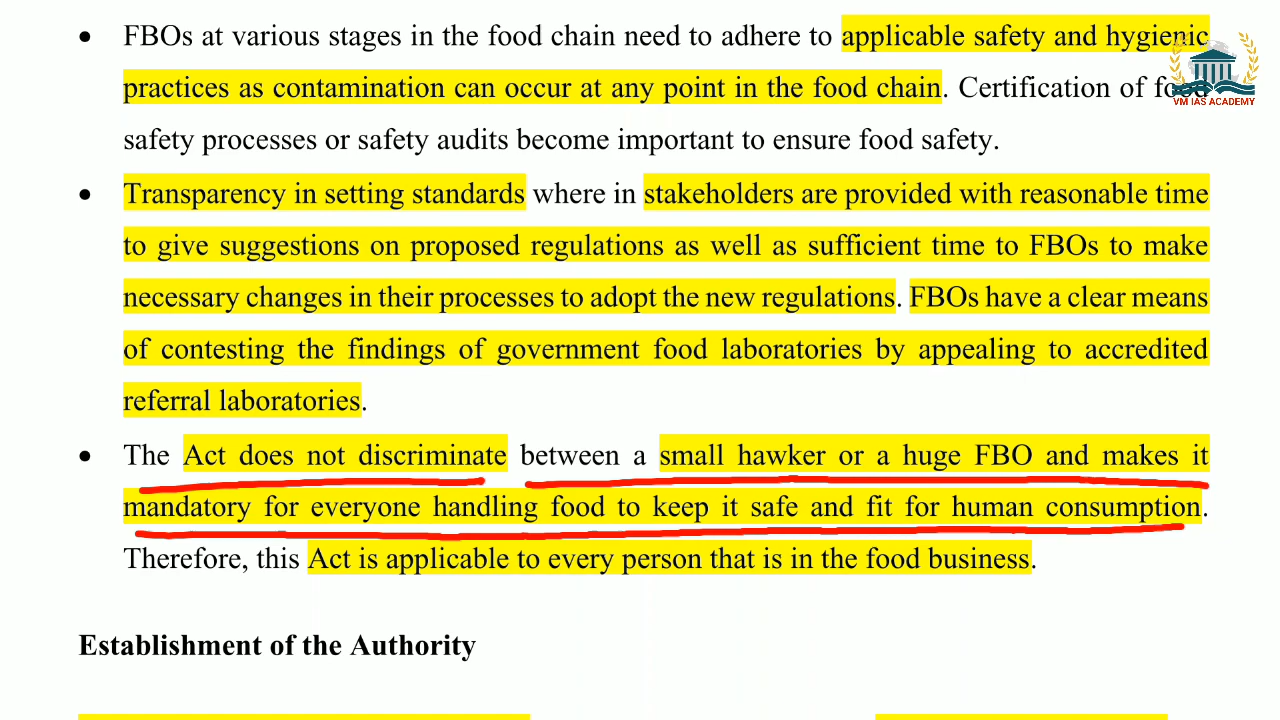 • FBOs at various stages in the food chain need to adhere to applicable safety and hygienic
practices as contamination can occur at any point in the food chain. Certification of food
safety processes or safety audits become important to ensure food safety.
VM IAS ACADEMY
• Transparency in setting standards where in stakeholders are provided with reasonable time
to give suggestions on proposed regulations as well as sufficient time to FBOs to make
necessary changes in their processes to adopt the new regulations. FBOs have a clear means
of contesting the findings of government food laboratories by appealing to accredited
referral laboratories.
• The Act does not discriminate between a small hawker or a huge FBO and makes it
mandatory for everyone handling food to keep it safe and fit for human consumption.
Therefore, this Act is applicable to every person that is in the food business.
Establishment of the Authority